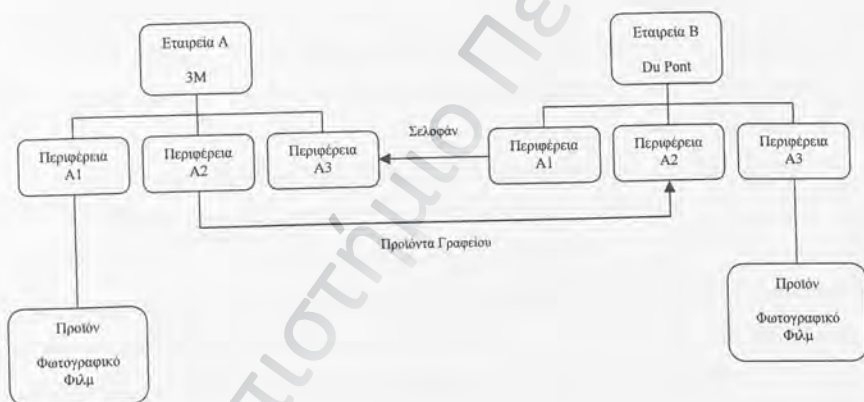 Εταιρεία Α
3Μ
Εταιρεία Β
Du Pont
Περιφέρεια
Α1
Περιφέρεια
Α2
Περιφέρεια
Α3
Σελοφάν
Περιφέρεια
Α1
Περιφέρεια
Α2
Περιφέρεια
Α3
Προϊόντα Γραφείου
Προϊόν
Φωτογραφικό
Φιλμ
Προϊόν
Φωτογραφικό
Φιλμ